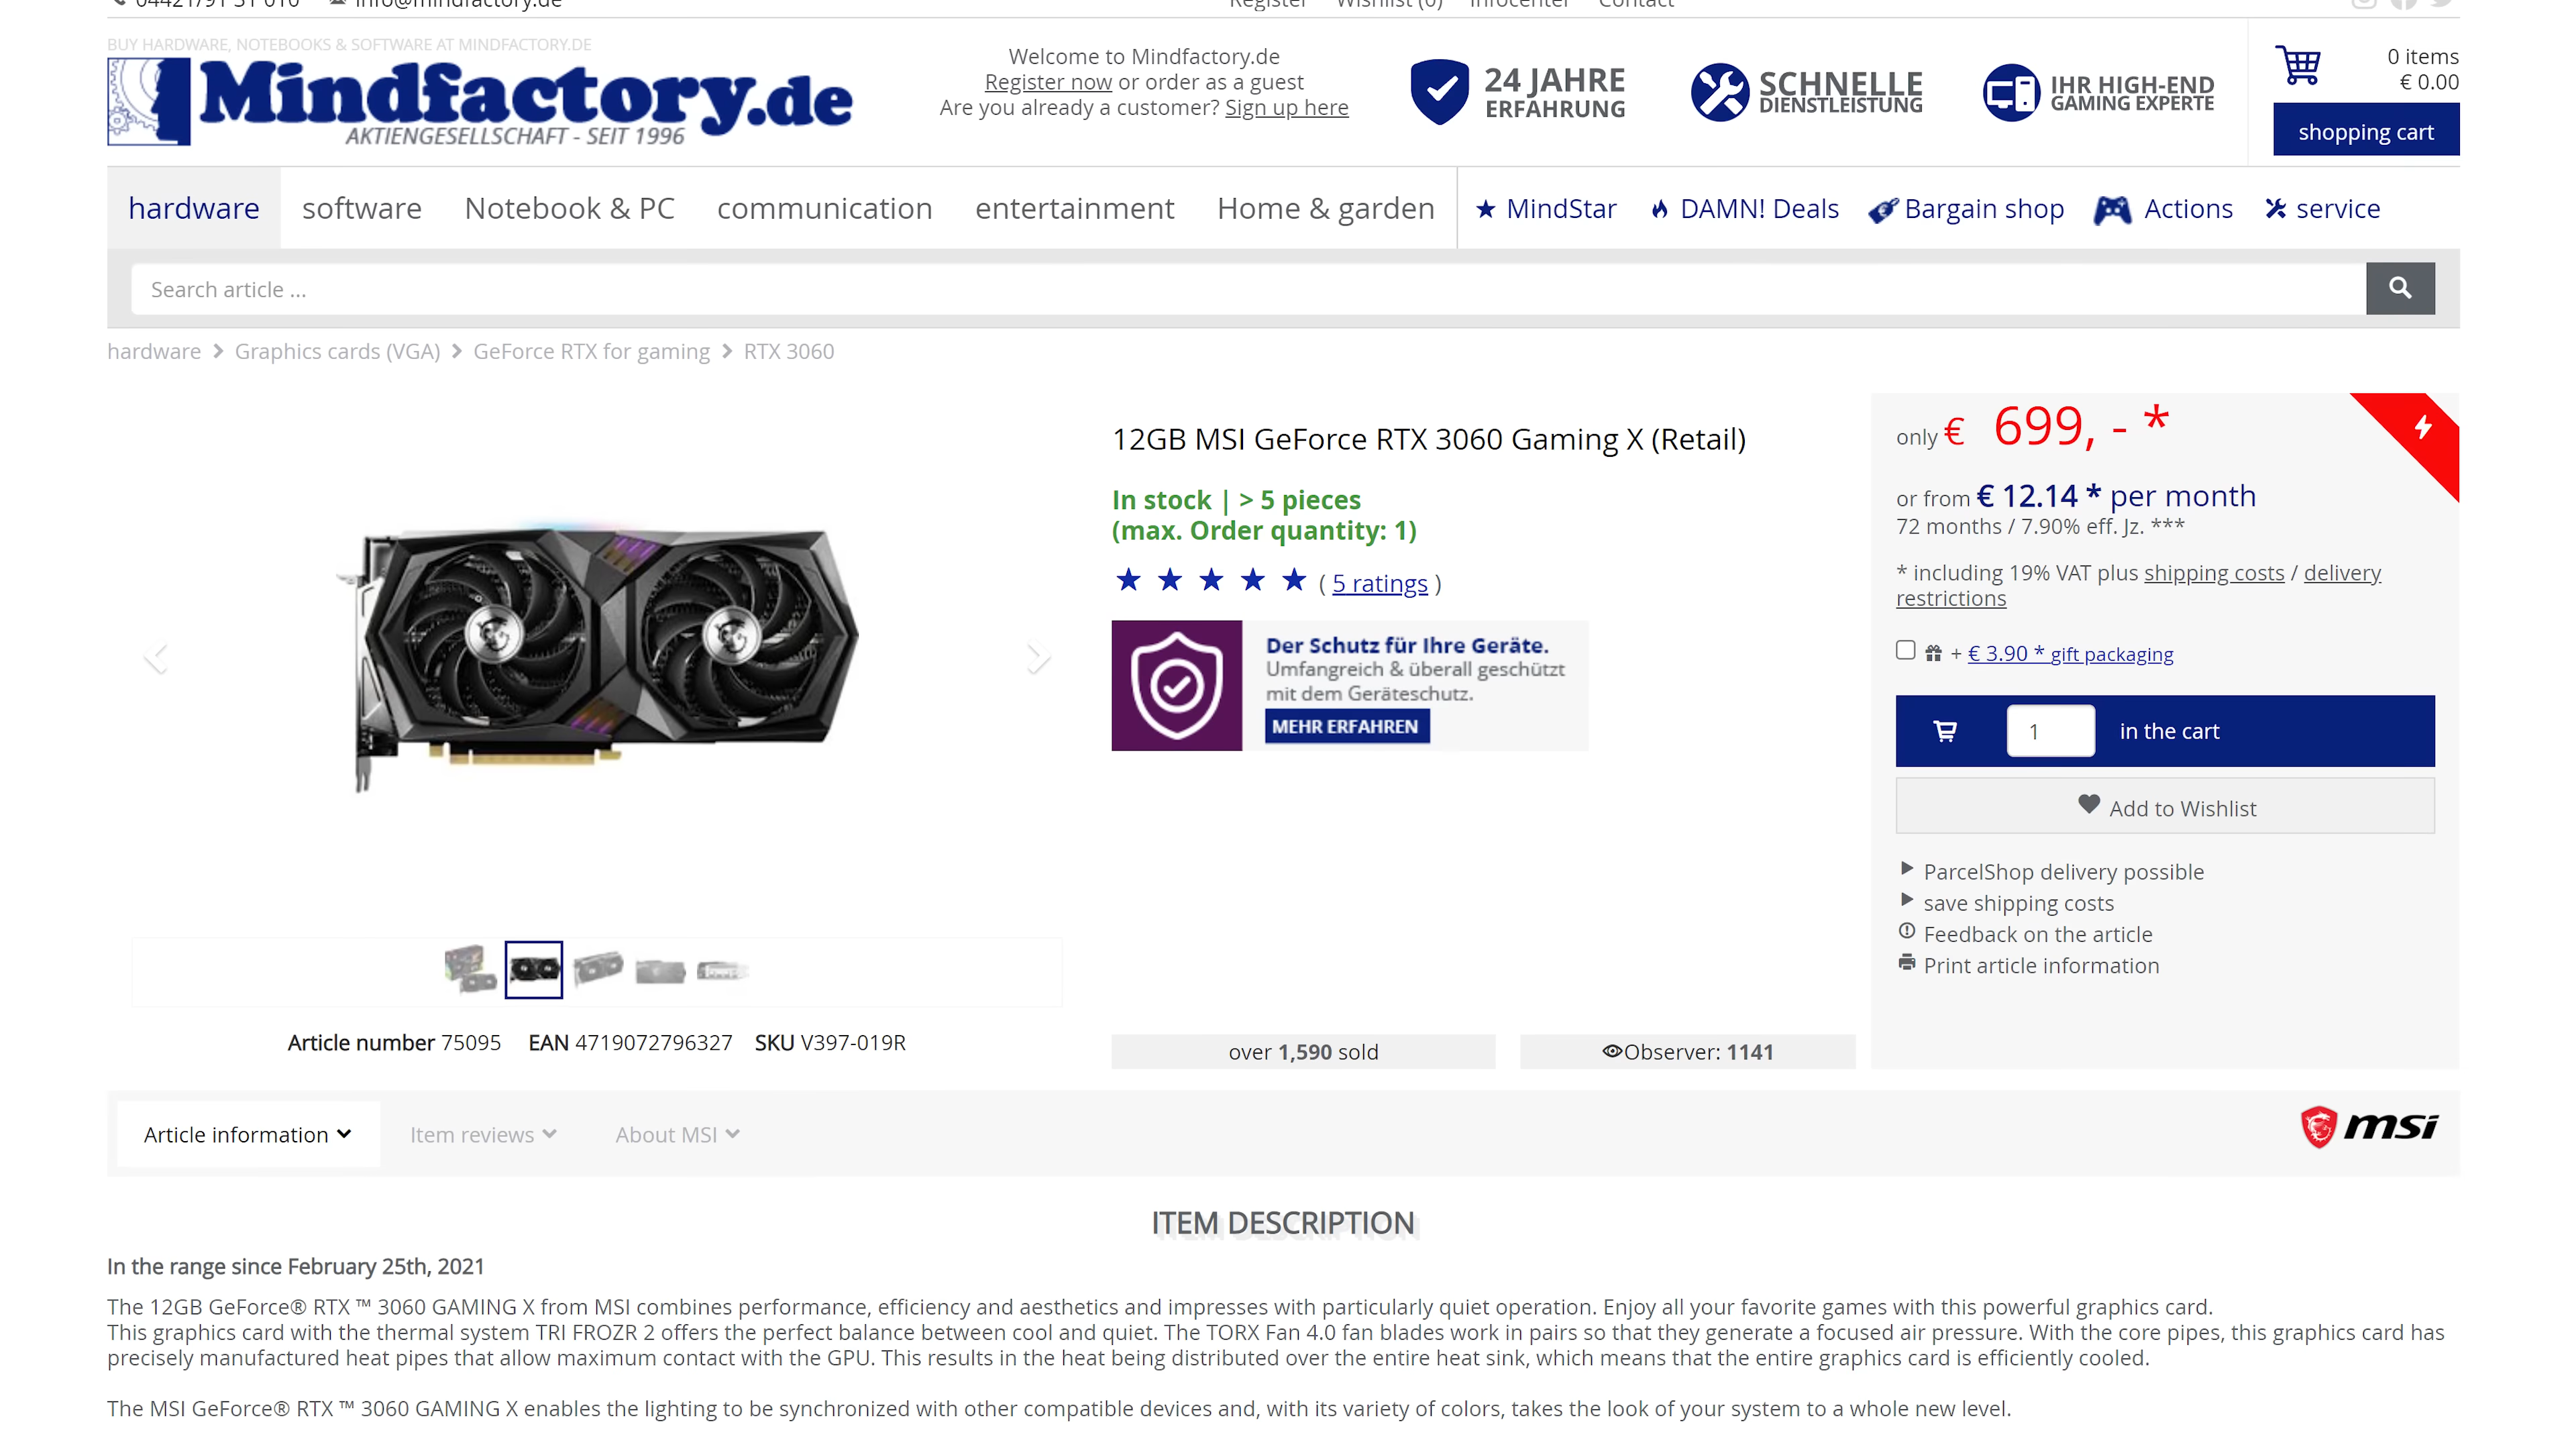 04421/91 31 010 info@mindfactory.de Register Wishlist (0) Infocenter Contact
BUY HARDWARE, NOTEBOOKS & SOFTWARE AT MINDFACTORY.DE
Mindfactory.de
AKTIENGESELLSCHAFT - SEIT 1996
Welcome to Mindfactory.de
Register now or order as a guest
Are you already a customer? Sign up here
24 JAHRE
ERFAHRUNG
SCHNELLE
DIENSTLEISTUNG
IHR HIGH-END
GAMING EXPERTE
0 items
€ 0.00
shopping cart
hardware software Notebook & PC communication entertainment Home & garden MindStar DAMN! Deals Bargain shop Actions service
Search article ...
hardware Graphics cards (VGA) GeForce RTX for gaming RTX 3060
12GB MSI GeForce RTX 3060 Gaming X (Retail)
In stock | > 5 pieces
(max. Order quantity: 1)
★ ★ ★ ★ ★ ( 5 ratings )
Der Schutz für Ihre Geräte.
Umfangreich & überall geschützt
mit dem Geräteschutz.
MEHR ERFAHREN
only € 699, - *
or from € 12.14 * per month
72 months / 7.90% eff. Jz. ***
* including 19% VAT plus shipping costs / delivery
restrictions
+ € 3.90 * gift packaging
1 in the cart
Add to Wishlist
ParcelShop delivery possible
save shipping costs
Feedback on the article
Print article information
Article number 75095 EAN 4719072796327 SKU V397-019R
over 1,590 sold
Observer: 1141
Article information Item reviews About MSI
msi
ITEM DESCRIPTION
In the range since February 25th, 2021
The 12GB GeForce® RTX ™ 3060 GAMING X from MSI combines performance, efficiency and aesthetics and impresses with particularly quiet operation. Enjoy all your favorite games with this powerful graphics card.
This graphics card with the thermal system TRI FROZR 2 offers the perfect balance between cool and quiet. The TORX Fan 4.0 fan blades work in pairs so that they generate a focused air pressure. With the core pipes, this graphics card has
precisely manufactured heat pipes that allow maximum contact with the GPU. This results in the heat being distributed over the entire heat sink, which means that the entire graphics card is efficiently cooled.
The MSI GeForce® RTX ™ 3060 GAMING X enables the lighting to be synchronized with other compatible devices and, with its variety of colors, takes the look of your system to a whole new level.